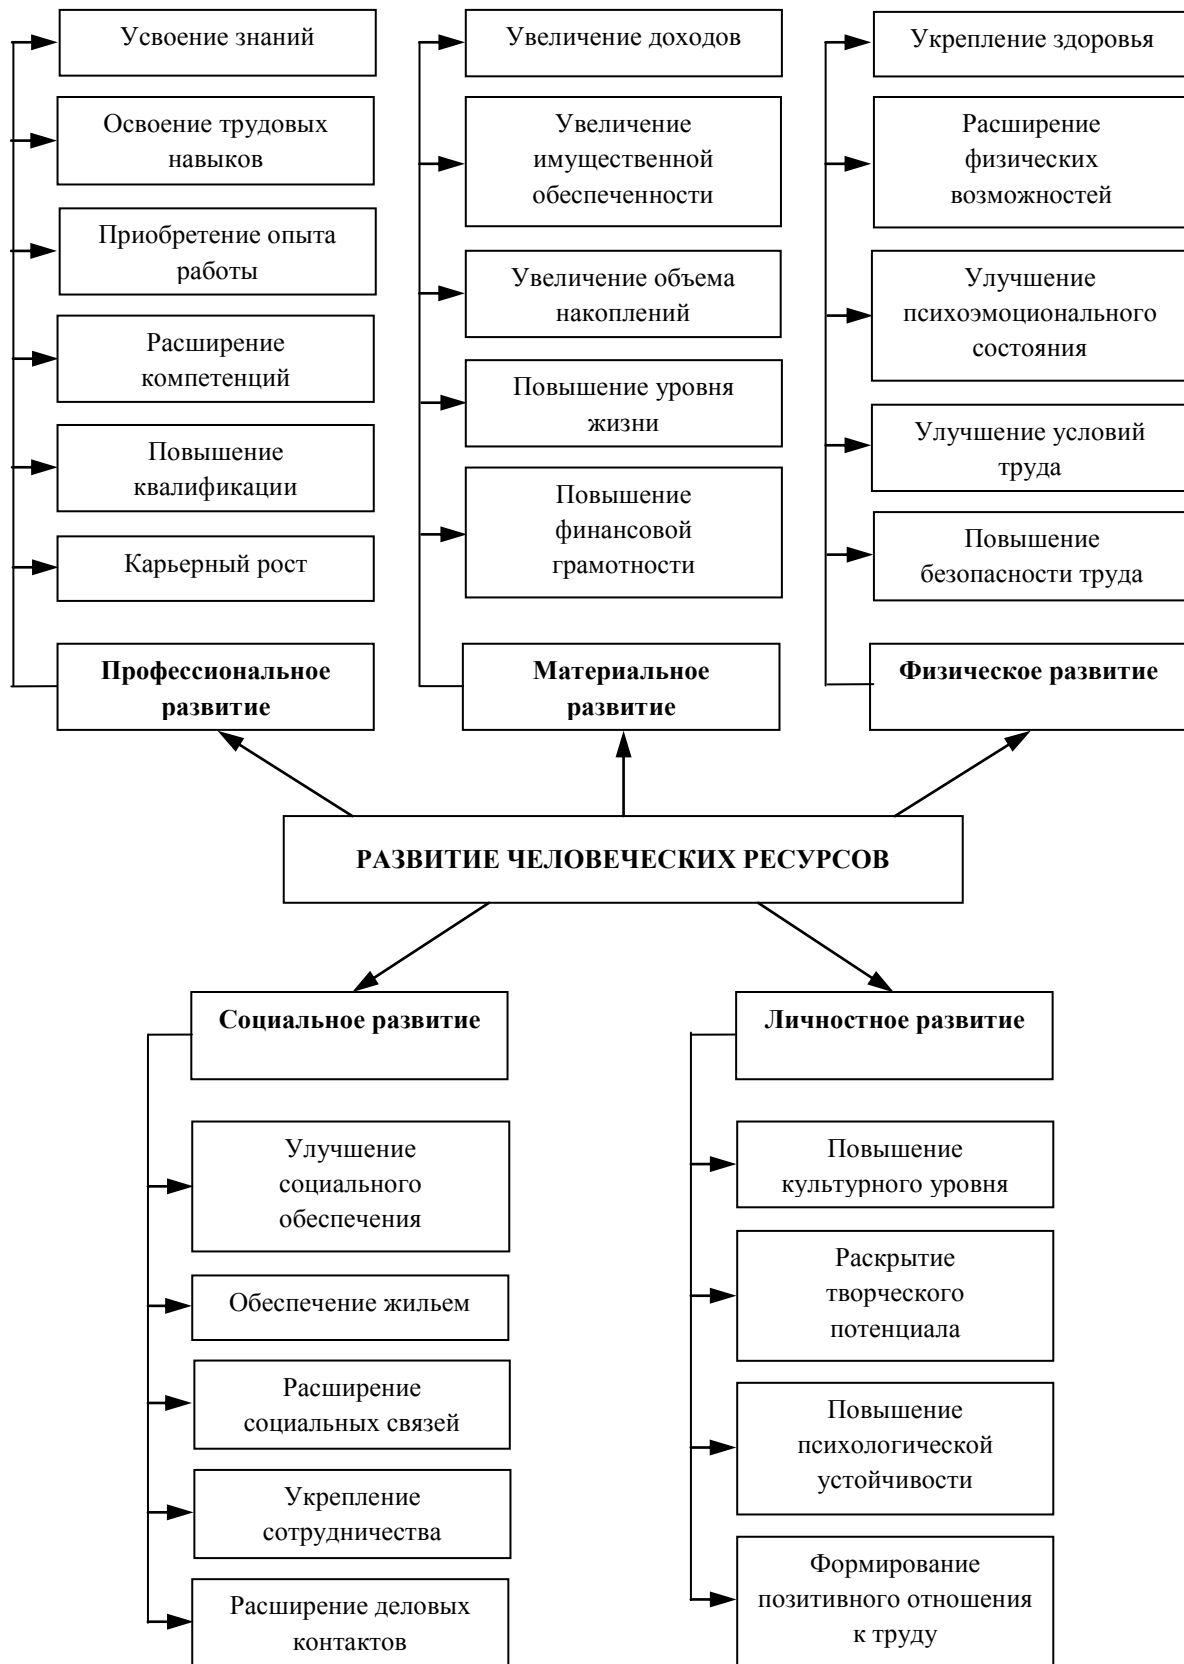 Усвоение знаний
Освоение трудовых
навыков
Приобретение опыта
работы
Расширение
компетенций
Повышение
квалификации
Карьерный рост
Профессиональное
развитие
Увеличение доходов
Увеличение
имущественной
обеспеченности
Увеличение объема
накоплений
Повышение уровня
жизни
Повышение
финансовой
грамотности
Материальное
развитие
Укрепление здоровья
Расширение
физических
возможностей
Улучшение
психоэмоционального
состояния
Улучшение условий
труда
Повышение
безопасности труда
Физическое развитие
РАЗВИТИЕ ЧЕЛОВЕЧЕСКИХ РЕСУРСОВ
Социальное развитие
Улучшение
социального
обеспечения
Обеспечение жильем
Расширение
социальных связей
Укрепление
сотрудничества
Расширение деловых
контактов
Личностное развитие
Повышение
культурного уровня
Раскрытие
творческого
потенциала
Повышение
психологической
устойчивости
Формирование
позитивного отношения
к труду